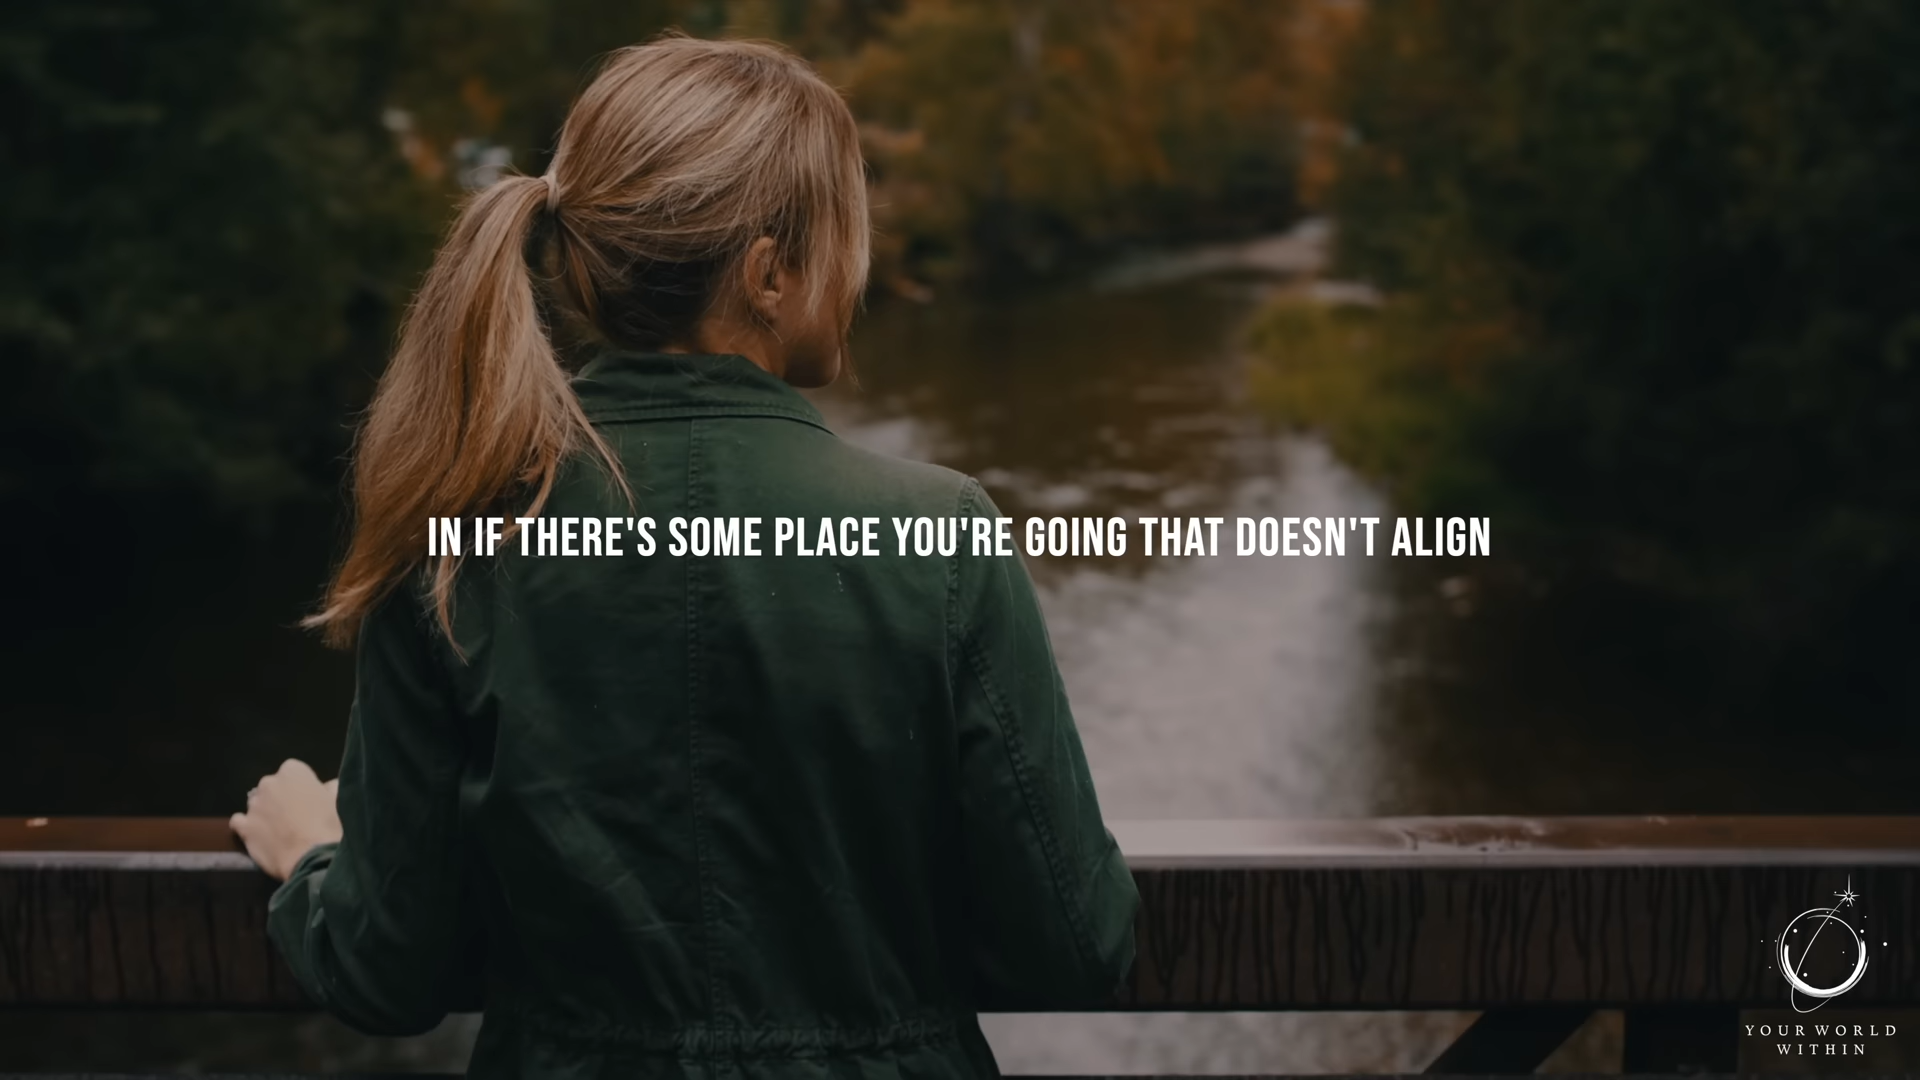 IN IF THERE'S SOME PLACE YOU'RE GOING THAT DOESN'T ALIGN
YOUR WORLD
WITHIN